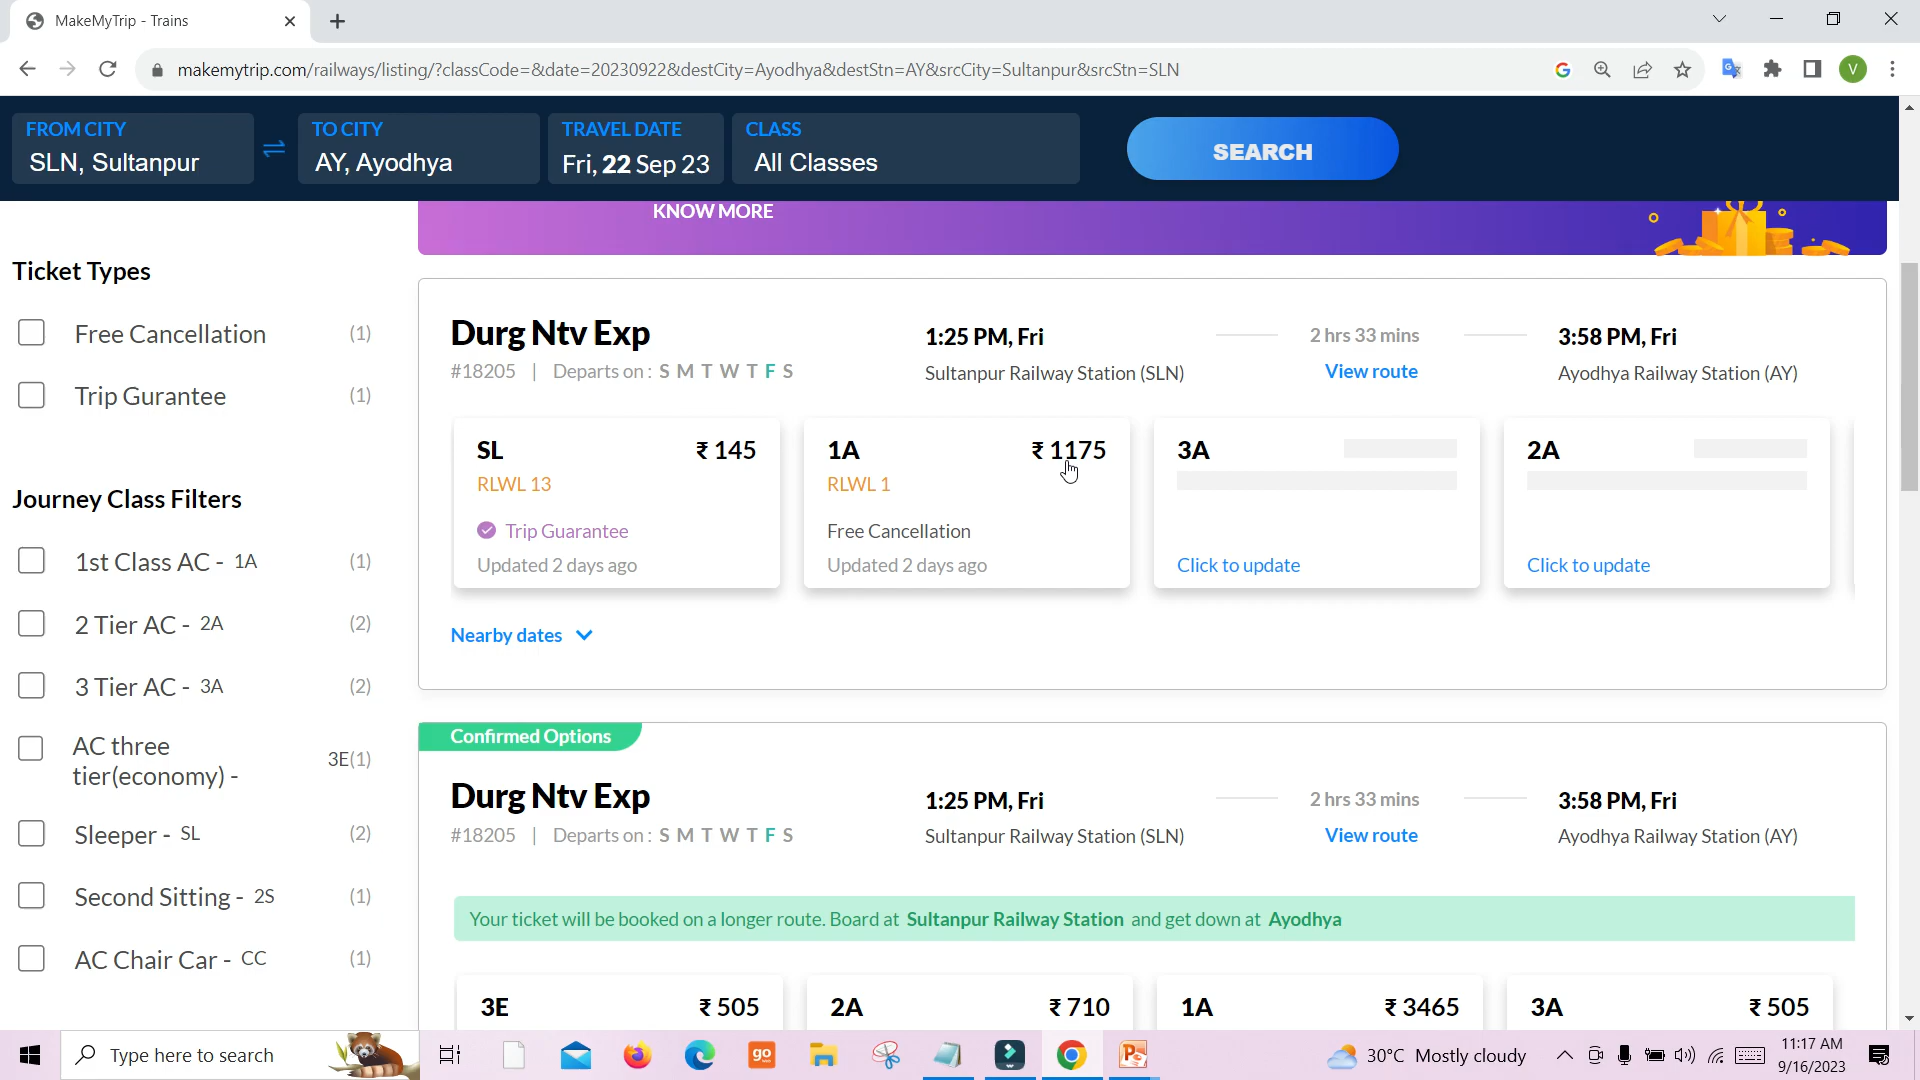 MakeMyTrip - Trains
makemytrip.com/railways/listing/?classCode=&date=20230922&destCity=Ayodhya&destStn=AY&srcCity=Sultanpur&srcStn=SLN
V
FROM CITY
SLN, Sultanpur
TO CITY
AY, Ayodhya
TRAVEL DATE
Fri, 22 Sep 23
CLASS
All Classes
SEARCH
KNOW MORE
Ticket Types
Free Cancellation (1)
Trip Gurantee (1)
Journey Class Filters
1st Class AC - 1A (1)
2 Tier AC - 2A (2)
3 Tier AC - 3A (2)
AC three
tier(economy) - 3E(1)
Sleeper - SL (2)
Second Sitting - 2S (1)
AC Chair Car - CC (1)
Durg Ntv Exp
#18205 | Departs on : S M T W T F S
1:25 PM, Fri
Sultanpur Railway Station (SLN)
2 hrs 33 mins
View route
3:58 PM, Fri
Ayodhya Railway Station (AY)
SL ₹ 145
RLWL 13
Trip Guarantee
Updated 2 days ago
1A ₹ 1175
RLWL 1
Free Cancellation
Updated 2 days ago
3A
Click to update
2A
Click to update
Nearby dates
Confirmed Options
Durg Ntv Exp
#18205 | Departs on : S M T W T F S
1:25 PM, Fri
Sultanpur Railway Station (SLN)
2 hrs 33 mins
View route
3:58 PM, Fri
Ayodhya Railway Station (AY)
Your ticket will be booked on a longer route. Board at Sultanpur Railway Station and get down at Ayodhya
3E ₹ 505
2A ₹ 710
1A ₹ 3465
3A ₹ 505
Type here to search
go
30°C Mostly cloudy
11:17 AM
9/16/2023